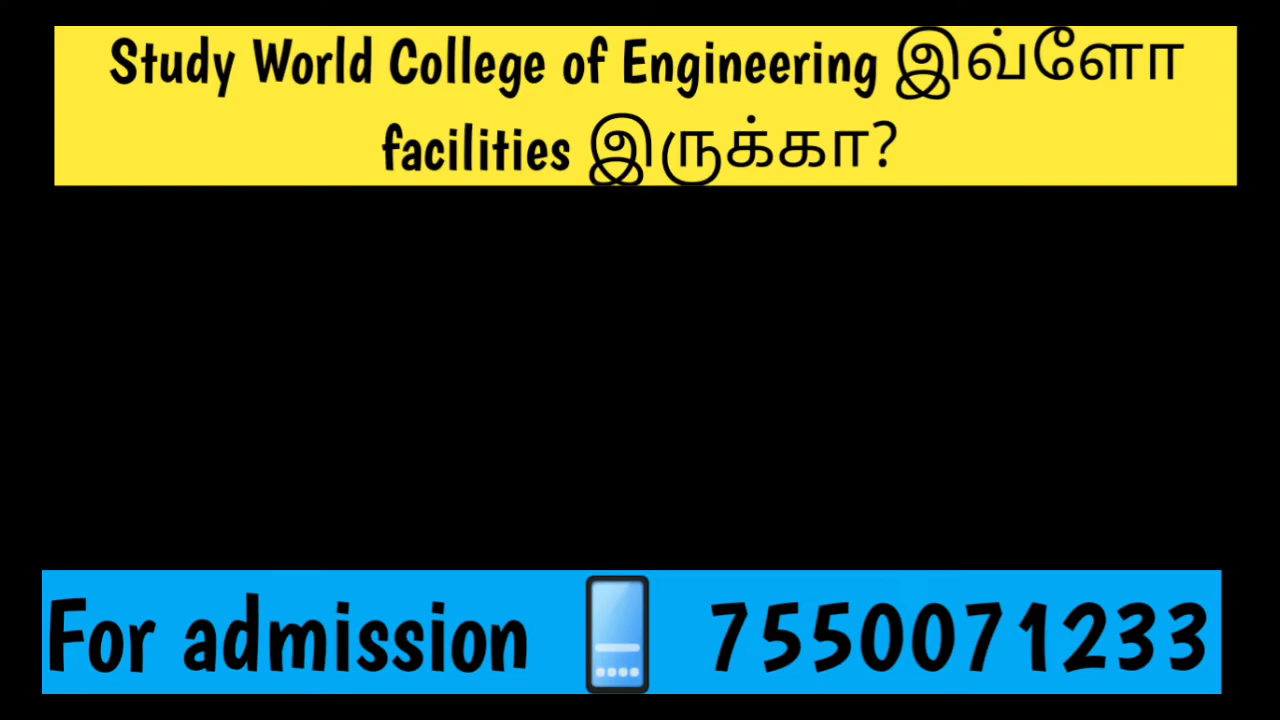 Study World College of Engineering இவ்ளோ
facilities இருக்கா?
For admission 7550071233